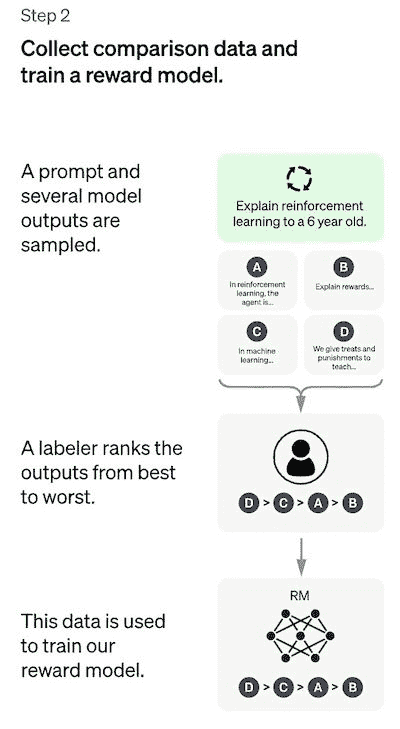 Step 2
Collect comparison data and
train a reward model.
A prompt and
several model
outputs are
sampled.
Explain reinforcement
learning to a 6 year old.
A
In reinforcement
learning, the
agent is...
B
Explain rewards...
C
In machine
learning...
D
We give treats and
punishments to
teach...
A labeler ranks the
outputs from best
to worst.
D > C > A > B
This data is used
to train our
reward model.
RM
D > C > A > B